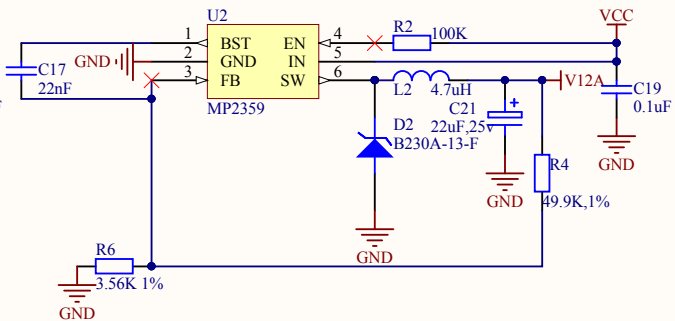 U2
VCC
1 BST EN 4
R2 100K
GND 2 GND IN 5
3 FB SW 6
C17
22nF
MP2359
L2 4.7uH
V12A
C19
0.1uF
C21
22uF,25v
D2
B230A-13-F
GND
R4
49.9K,1%
GND
GND
R6
3.56K 1%
GND